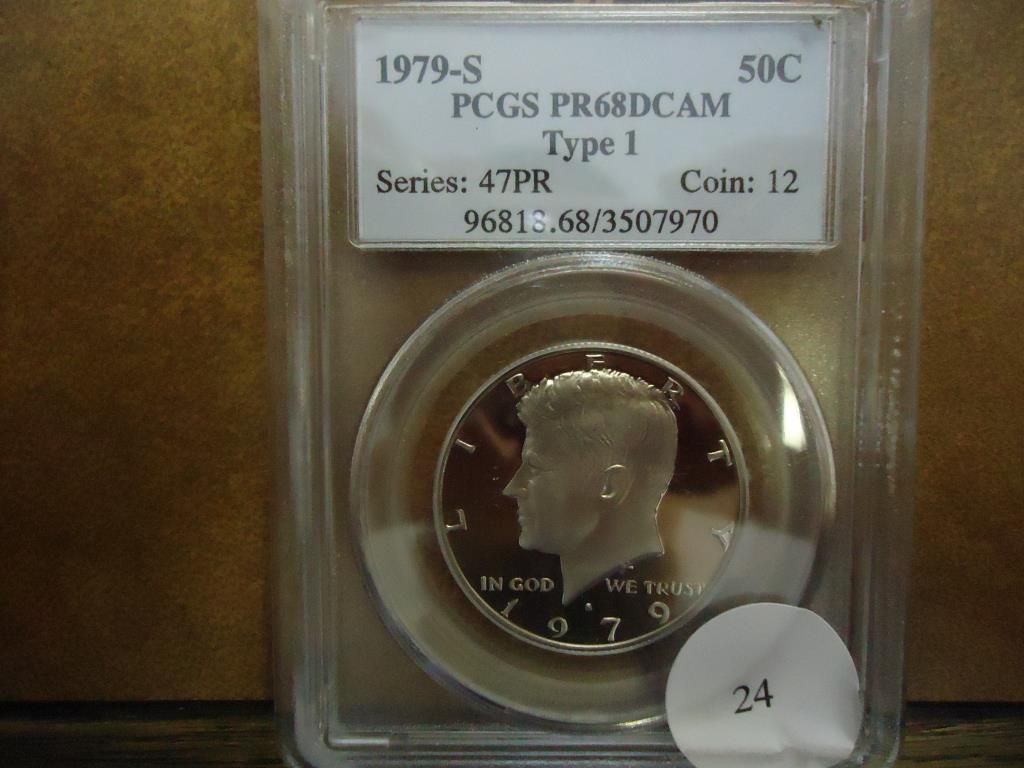 1979-S 50C
PCGS PR68DCAM
Type 1
Series: 47PR Coin: 12
96818.68/3507970
LIBERTY
IN GOD WE TRUST
1979
24